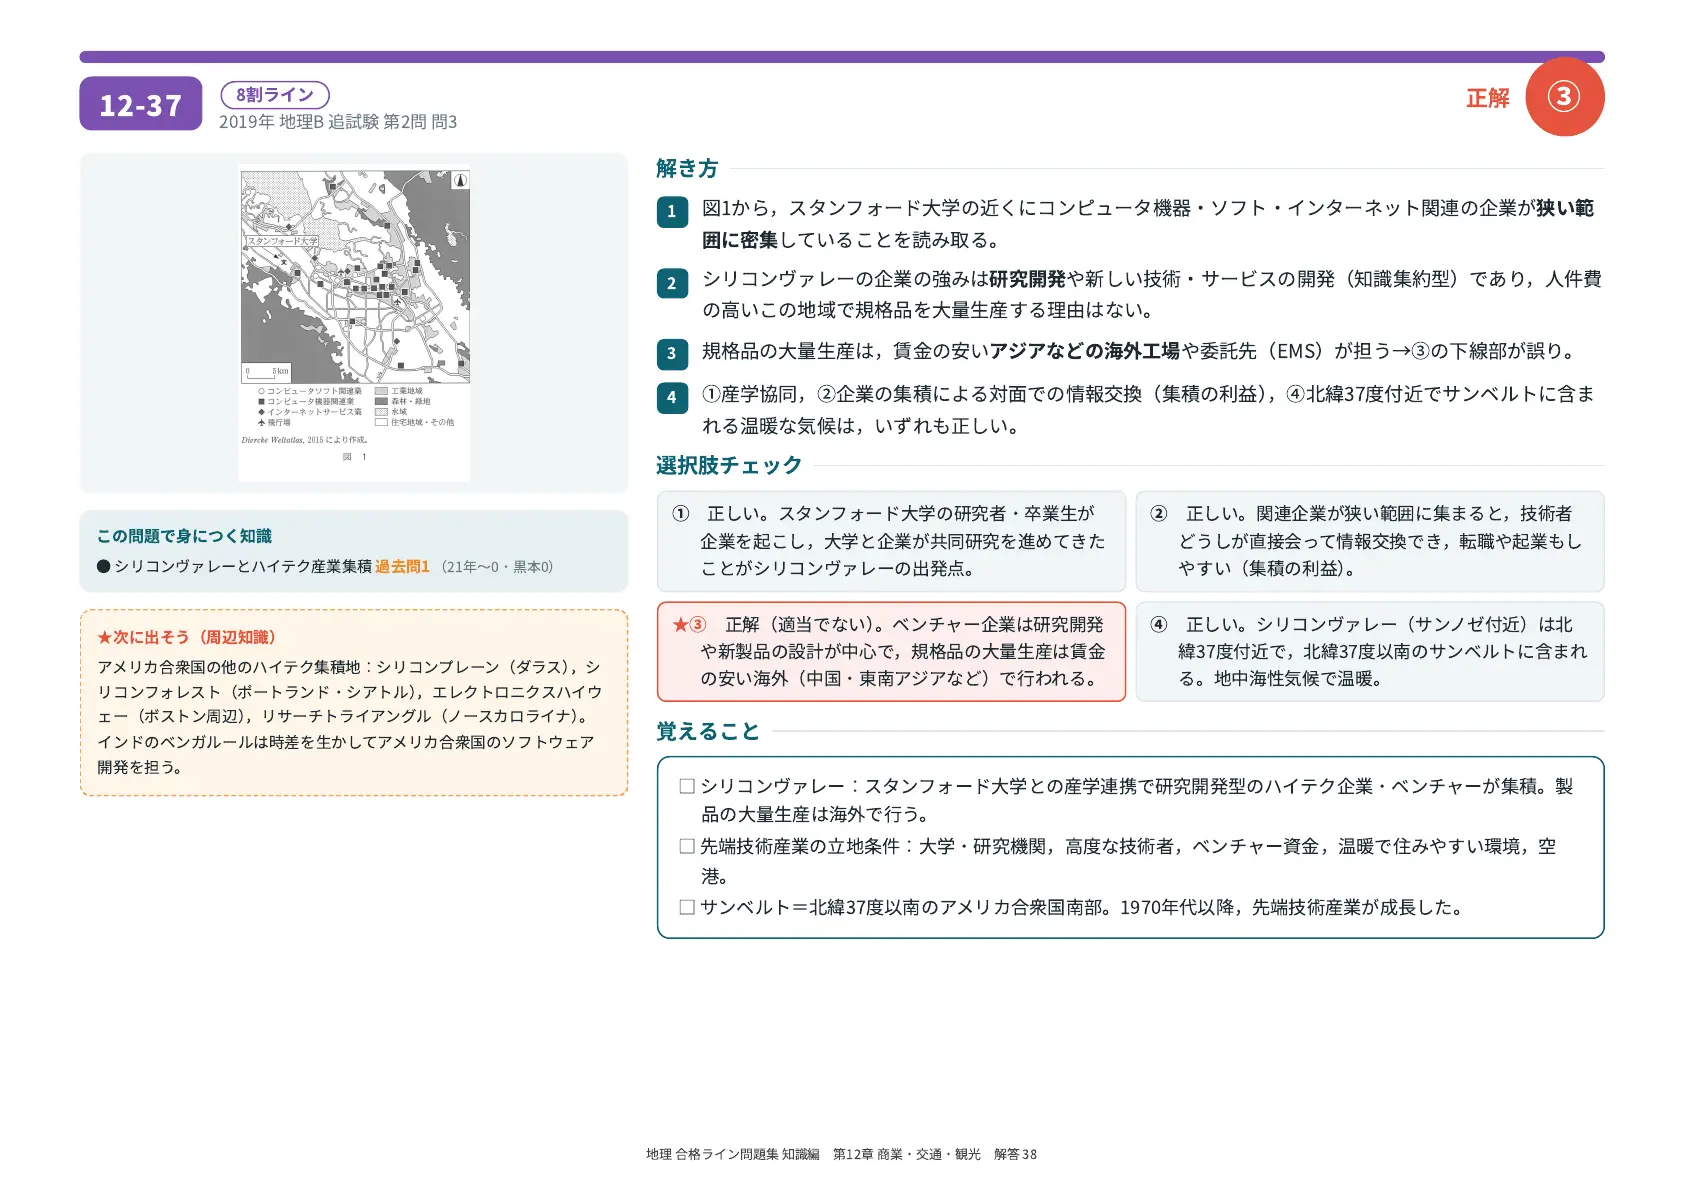 12-37
8割ライン
2019年 地理B 追試験 第2問 問3
正解
③
スタンフォード大学
0 5km
○コンピュータソフト関連業
■コンピュータ機器関連業
◆インターネットサービス業
飛行場
工業地域
森林・緑地
水域
住宅地域・その他
Diercke Weltatlas, 2015 により作成。
図 1
この問題で身につく知識
●シリコンヴァレーとハイテク産業集積 過去問1 （21年～0・黒本0）
★次に出そう（周辺知識）
アメリカ合衆国の他のハイテク集積地：シリコンプレーン（ダラス），シ
リコンフォレスト（ポートランド・シアトル），エレクトロニクスハイウ
ェー（ボストン周辺），リサーチトライアングル（ノースカロライナ）。
インドのベンガルールは時差を生かしてアメリカ合衆国のソフトウェア
開発を担う。
解き方
1 図1から，スタンフォード大学の近くにコンピュータ機器・ソフト・インターネット関連の企業が狭い範
囲に密集していることを読み取る。
2 シリコンヴァレーの企業の強みは研究開発や新しい技術・サービスの開発（知識集約型）であり，人件費
の高いこの地域で規格品を大量生産する理由はない。
3 規格品の大量生産は，賃金の安いアジアなどの海外工場や委託先（EMS）が担う→③の下線部が誤り。
4 ①産学協同，②企業の集積による対面での情報交換（集積の利益），④北緯37度付近でサンベルトに含ま
れる温暖な気候は，いずれも正しい。
選択肢チェック
① 正しい。スタンフォード大学の研究者・卒業生が
企業を起こし，大学と企業が共同研究を進めてきた
ことがシリコンヴァレーの出発点。
② 正しい。関連企業が狭い範囲に集まると，技術者
どうしが直接会って情報交換でき，転職や起業もし
やすい（集積の利益）。
★③ 正解（適当でない）。ベンチャー企業は研究開発
や新製品の設計が中心で，規格品の大量生産は賃金
の安い海外（中国・東南アジアなど）で行われる。
④ 正しい。シリコンヴァレー（サンノゼ付近）は北
緯37度付近で，北緯37度以南のサンベルトに含まれ
る。地中海性気候で温暖。
覚えること
□ シリコンヴァレー：スタンフォード大学との産学連携で研究開発型のハイテク企業・ベンチャーが集積。製
品の大量生産は海外で行う。
□ 先端技術産業の立地条件：大学・研究機関，高度な技術者，ベンチャー資金，温暖で住みやすい環境，空
港。
□ サンベルト＝北緯37度以南のアメリカ合衆国南部。1970年代以降，先端技術産業が成長した。
地理 合格ライン問題集 知識編 第12章 商業・交通・観光 解答38